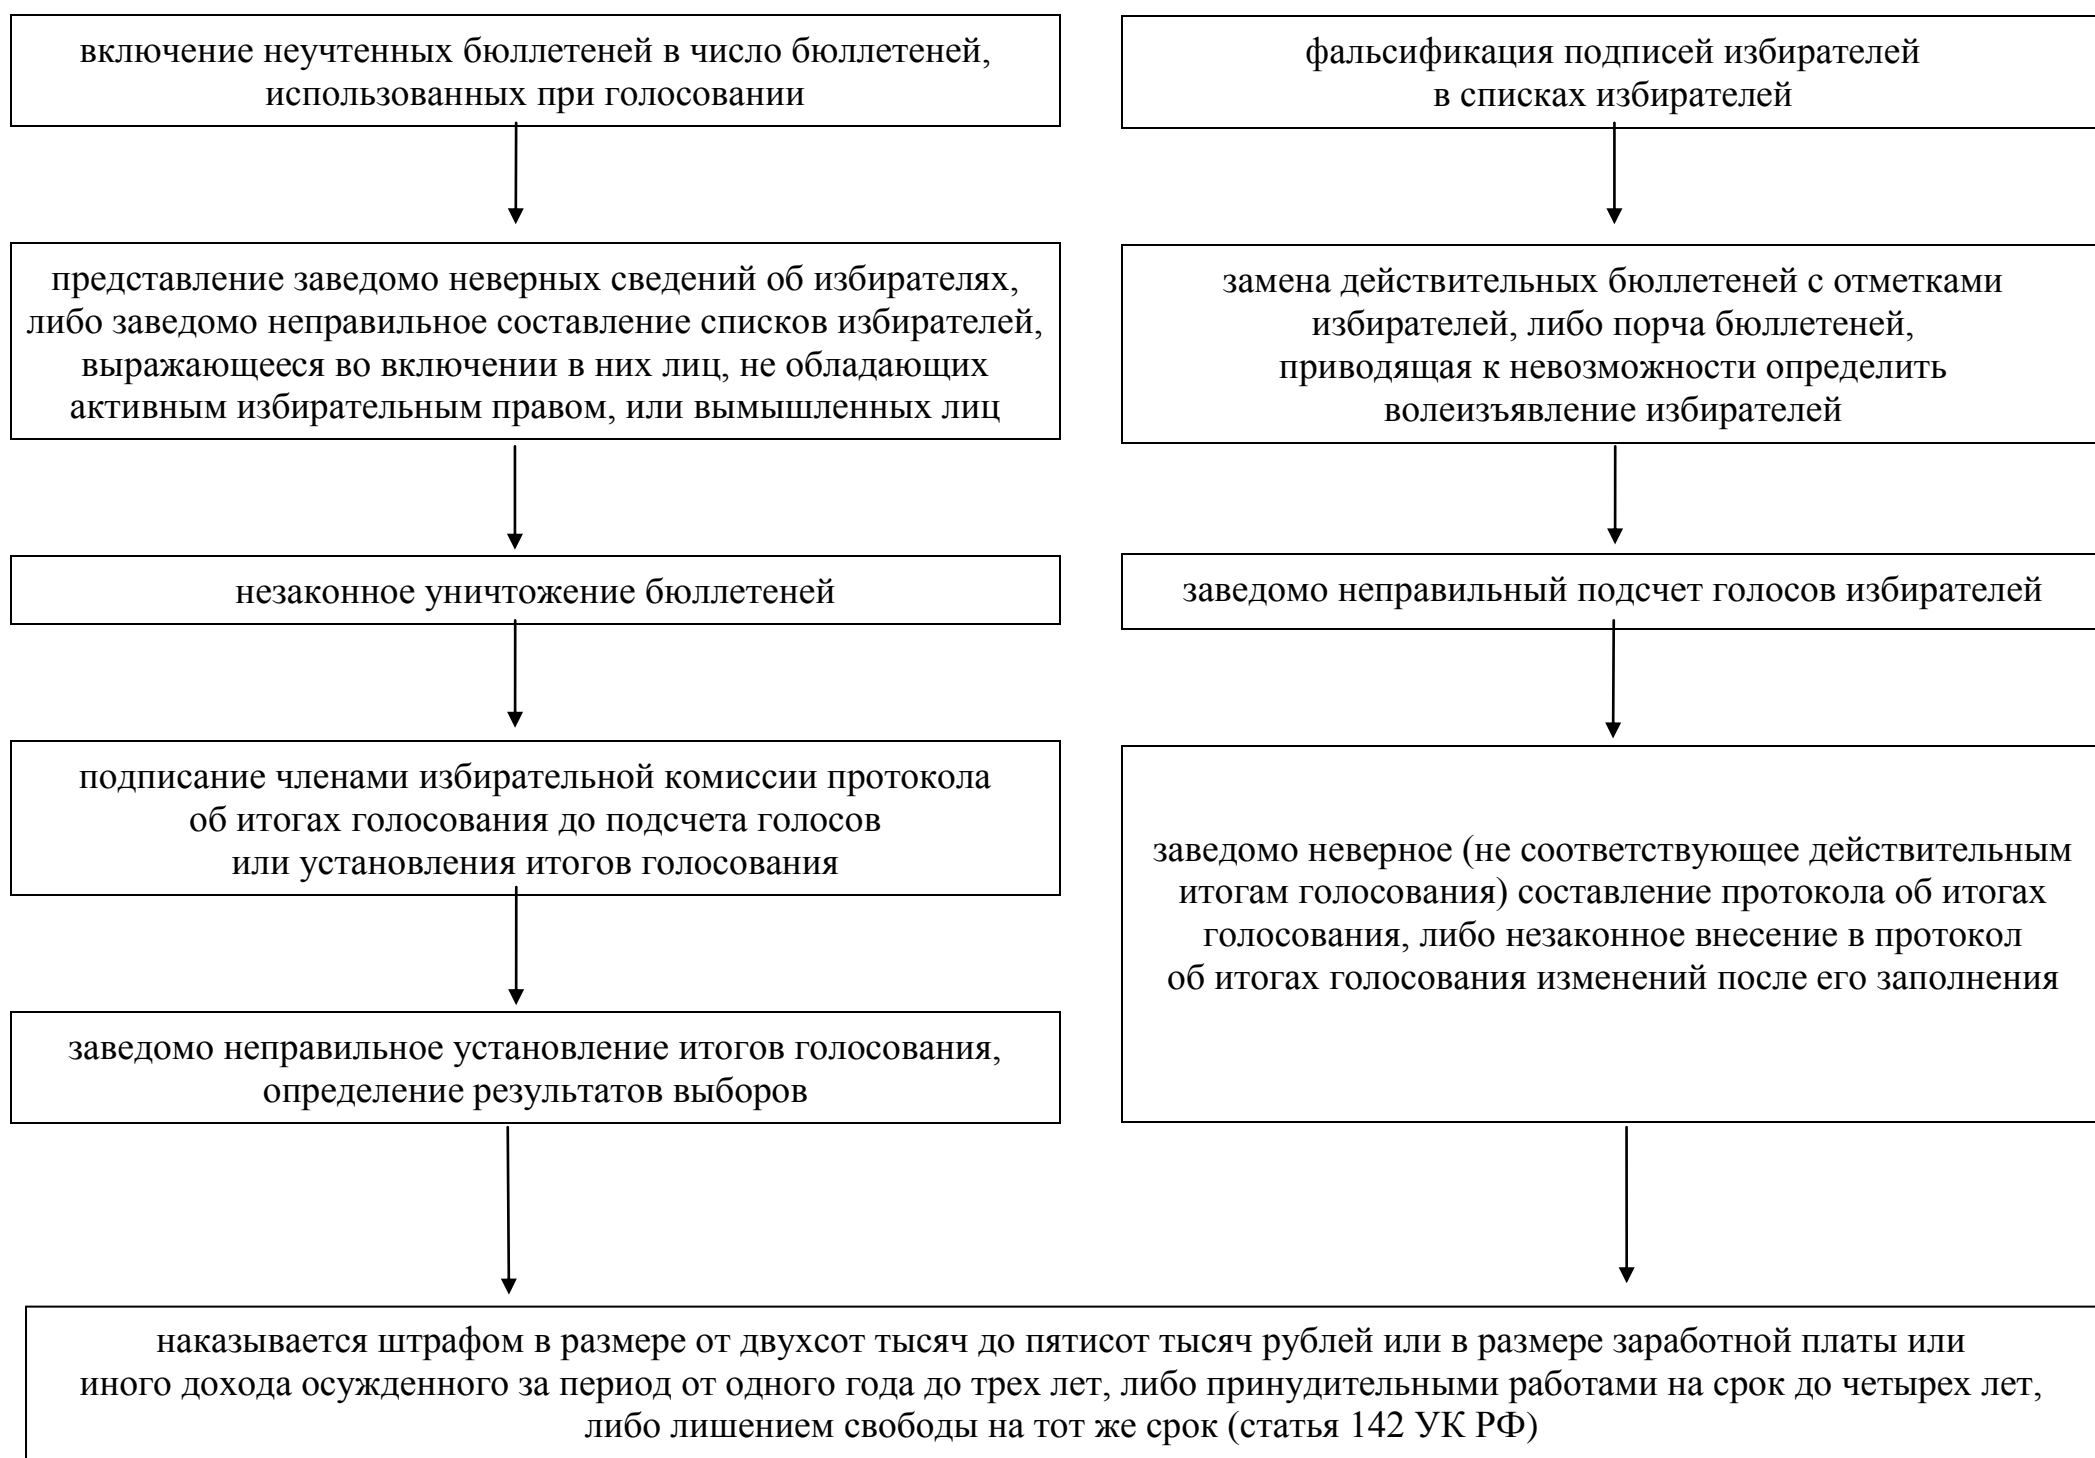 включение неучтенных бюллетеней в число бюллетеней,
использованных при голосовании
фальсификация подписей избирателей
в списках избирателей
представление заведомо неверных сведений об избирателях,
либо заведомо неправильное составление списков избирателей,
выражающееся во включении в них лиц, не обладающих
активным избирательным правом, или вымышленных лиц
замена действительных бюллетеней с отметками
избирателей, либо порча бюллетеней,
приводящая к невозможности определить
волеизъявление избирателей
незаконное уничтожение бюллетеней
заведомо неправильный подсчет голосов избирателей
подписание членами избирательной комиссии протокола
об итогах голосования до подсчета голосов
или установления итогов голосования
заведомо неверное (не соответствующее действительным
итогам голосования) составление протокола об итогах
голосования, либо незаконное внесение в протокол
об итогах голосования изменений после его заполнения
заведомо неправильное установление итогов голосования,
определение результатов выборов
наказывается штрафом в размере от двухсот тысяч до пятисот тысяч рублей или в размере заработной платы или
иного дохода осужденного за период от одного года до трех лет, либо принудительными работами на срок до четырех лет,
либо лишением свободы на тот же срок (статья 142 УК РФ)